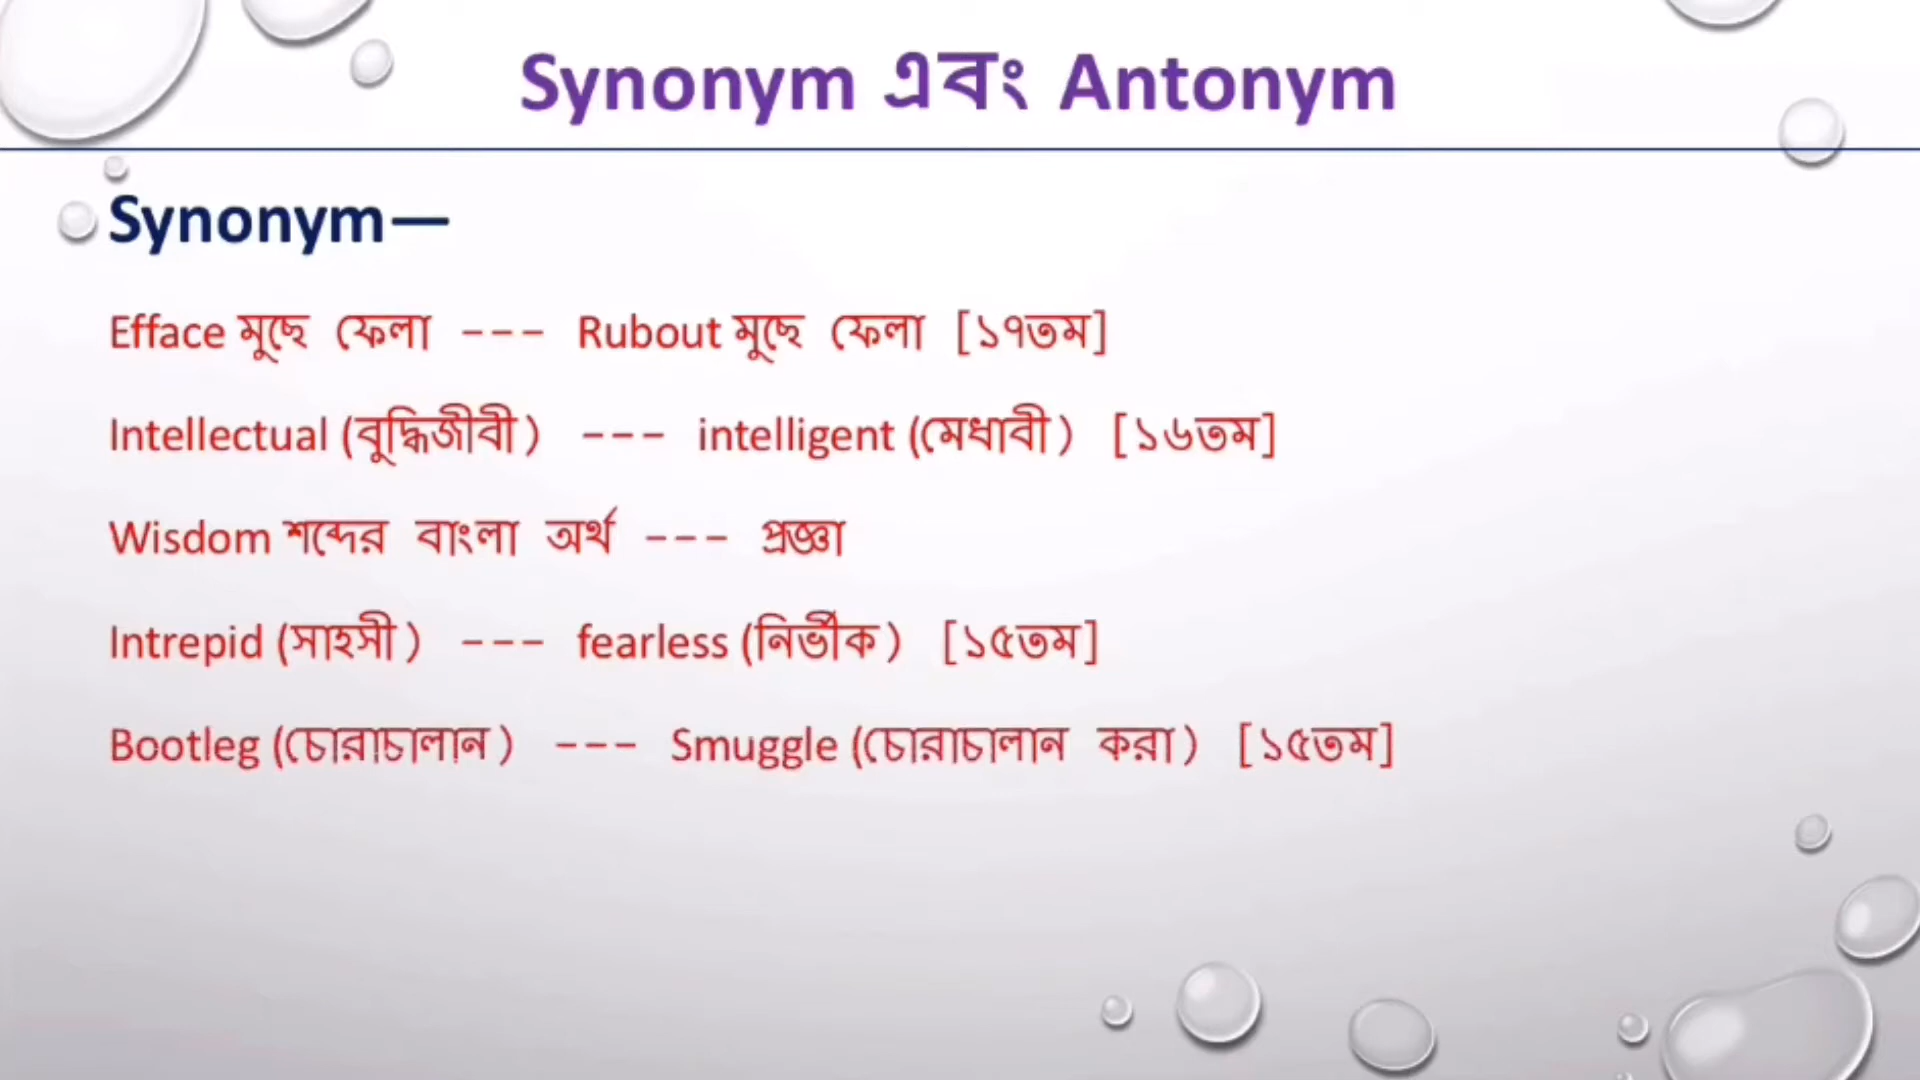 Synonym এবং Antonym
Synonym—
Efface মুছে ফেলা --- Rubout মুছে ফেলা [১৭তম]
Intellectual (বুদ্ধিজীবী) --- intelligent (মেধাবী) [১৬তম]
Wisdom শব্দের বাংলা অর্থ --- প্রজ্ঞা
Intrepid (সাহসী) --- fearless (নির্ভীক) [১৫তম]
Bootleg (চোরাচালান) --- Smuggle (চোরাচালান করা) [১৫তম]